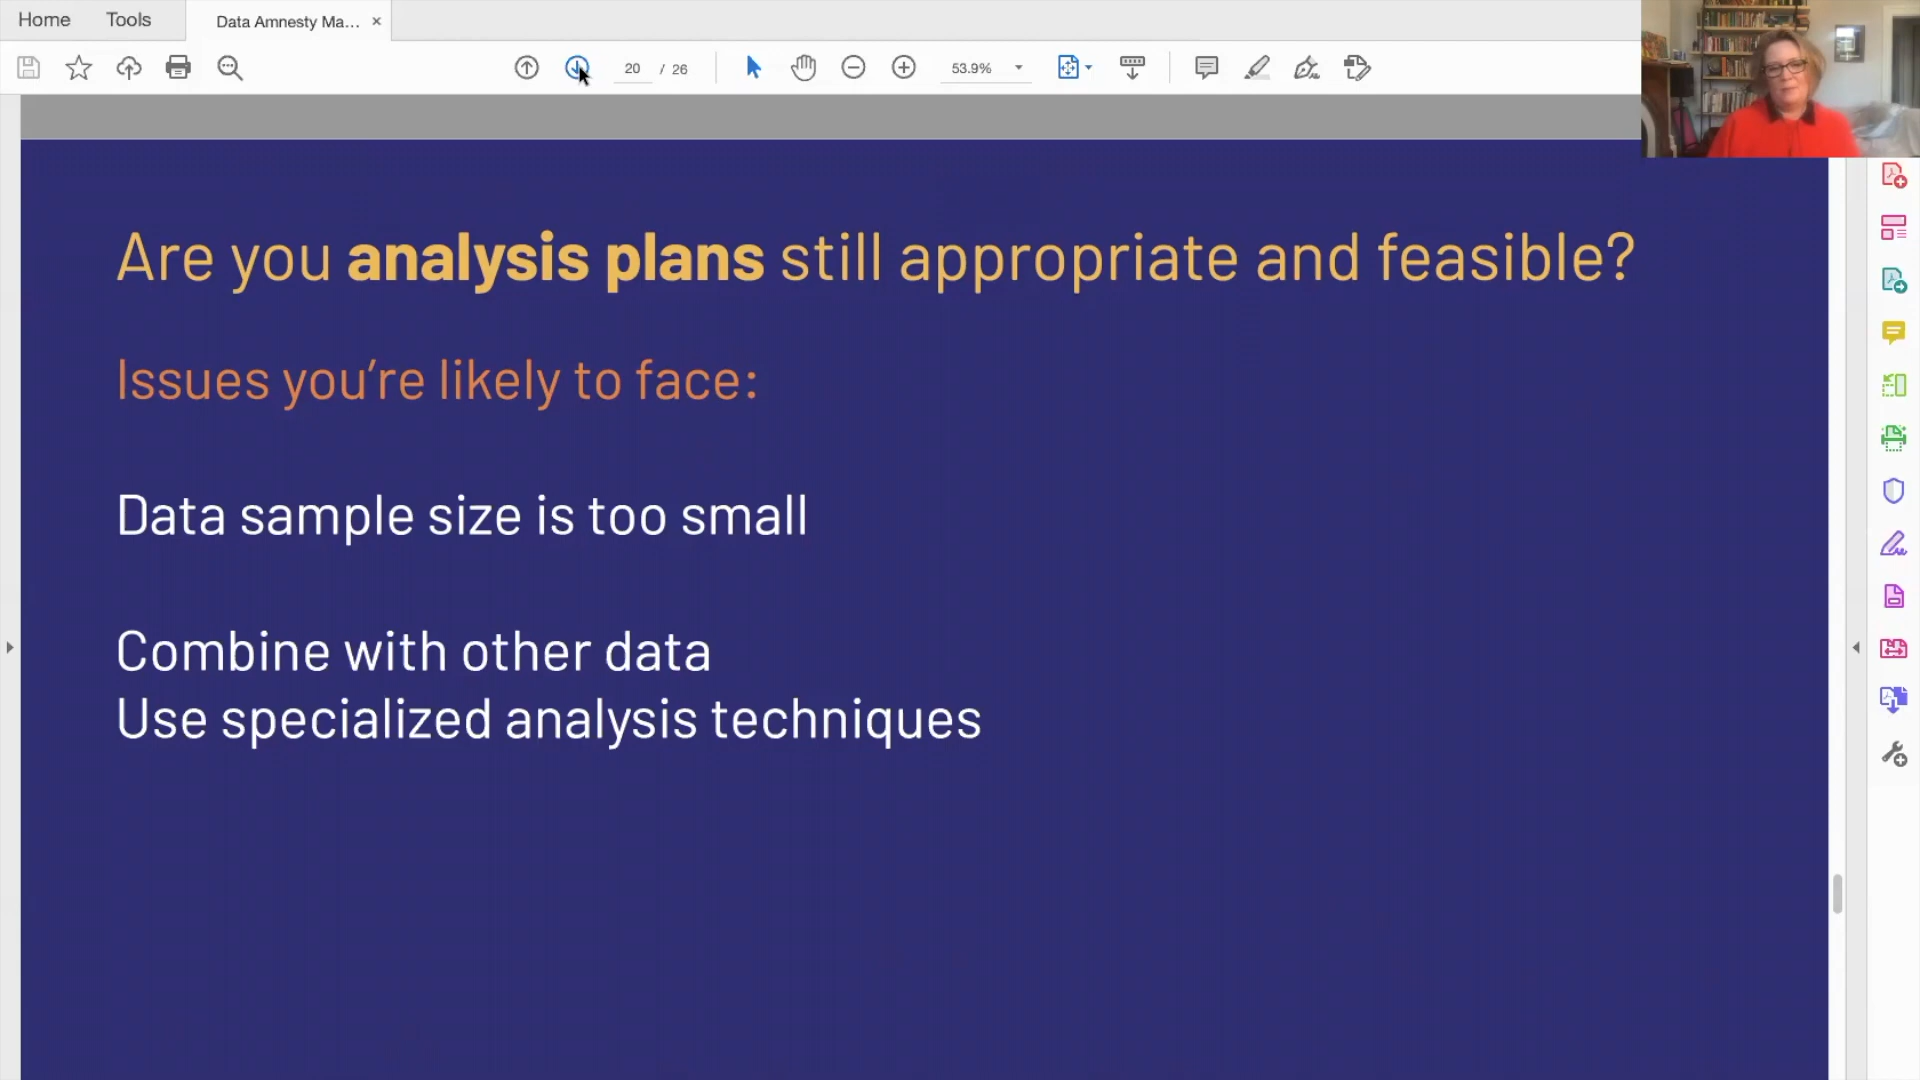 Home
Tools
Data Amnesty Ma...
20 / 26
53.9%
Are you analysis plans still appropriate and feasible?
Issues you're likely to face:
Data sample size is too small
Combine with other data
Use specialized analysis techniques